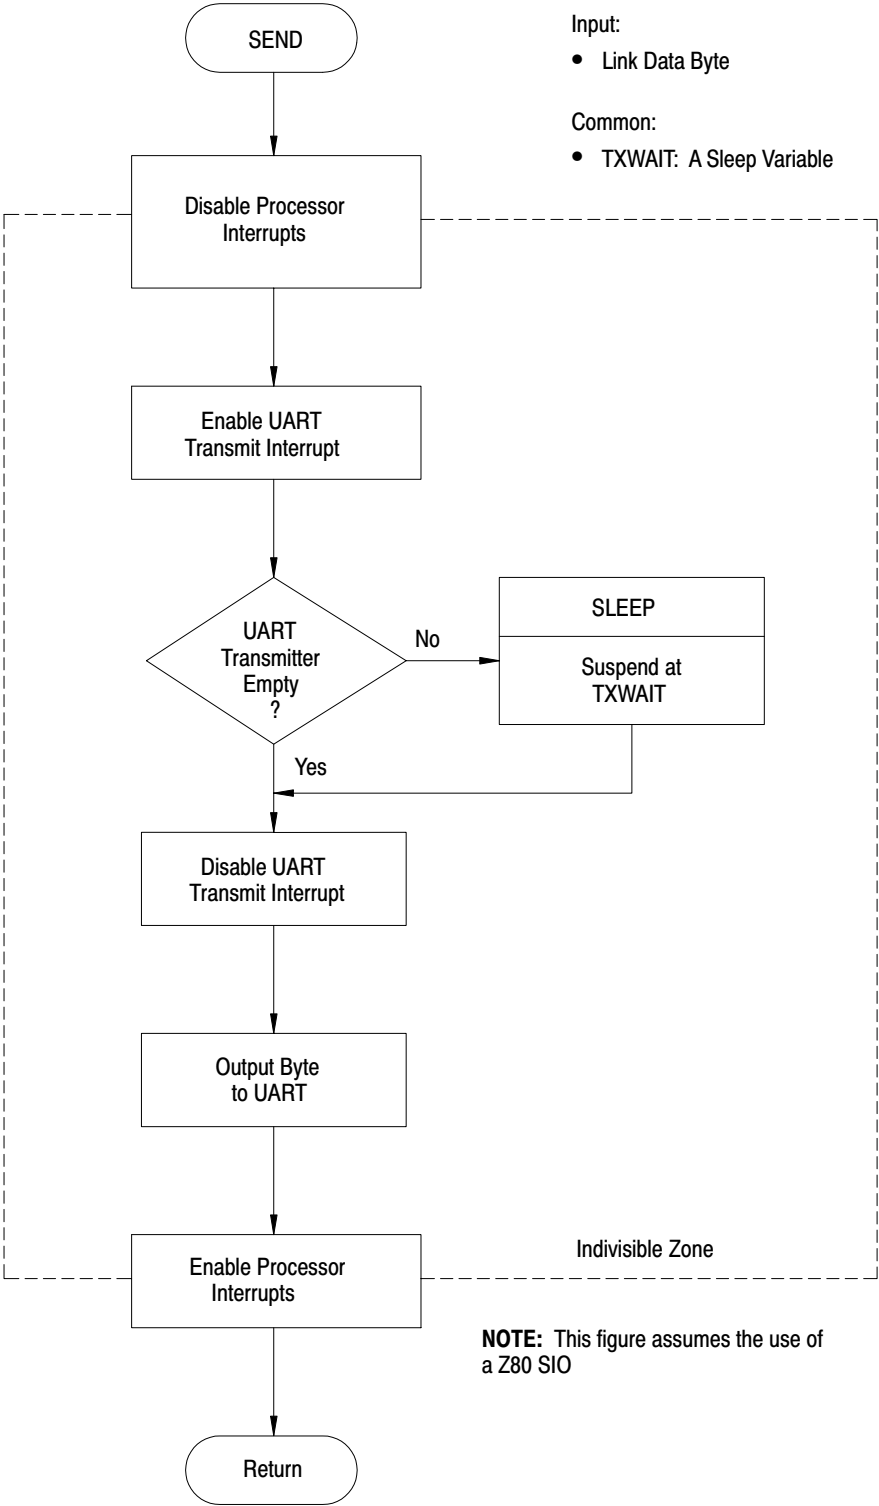 SEND
Input:
• Link Data Byte
Common:
• TXWAIT: A Sleep Variable
Disable Processor
Interrupts
Enable UART
Transmit Interrupt
UART
Transmitter
Empty
?
No
SLEEP
Suspend at
TXWAIT
Yes
Disable UART
Transmit Interrupt
Output Byte
to UART
Enable Processor
Interrupts
Indivisible Zone
NOTE: This figure assumes the use of
a Z80 SIO
Return